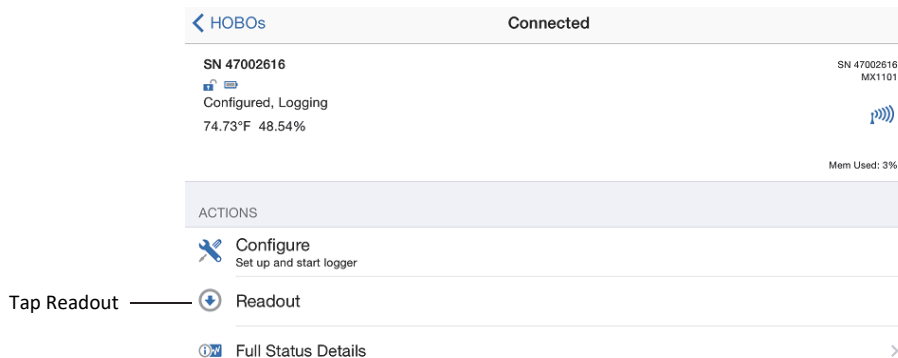 HOBOs
Connected
SN 47002616
SN 47002616
MX1101
Configured, Logging
74.73°F 48.54%
Mem Used: 3%
ACTIONS
Configure
Set up and start logger
Tap Readout
Readout
Full Status Details